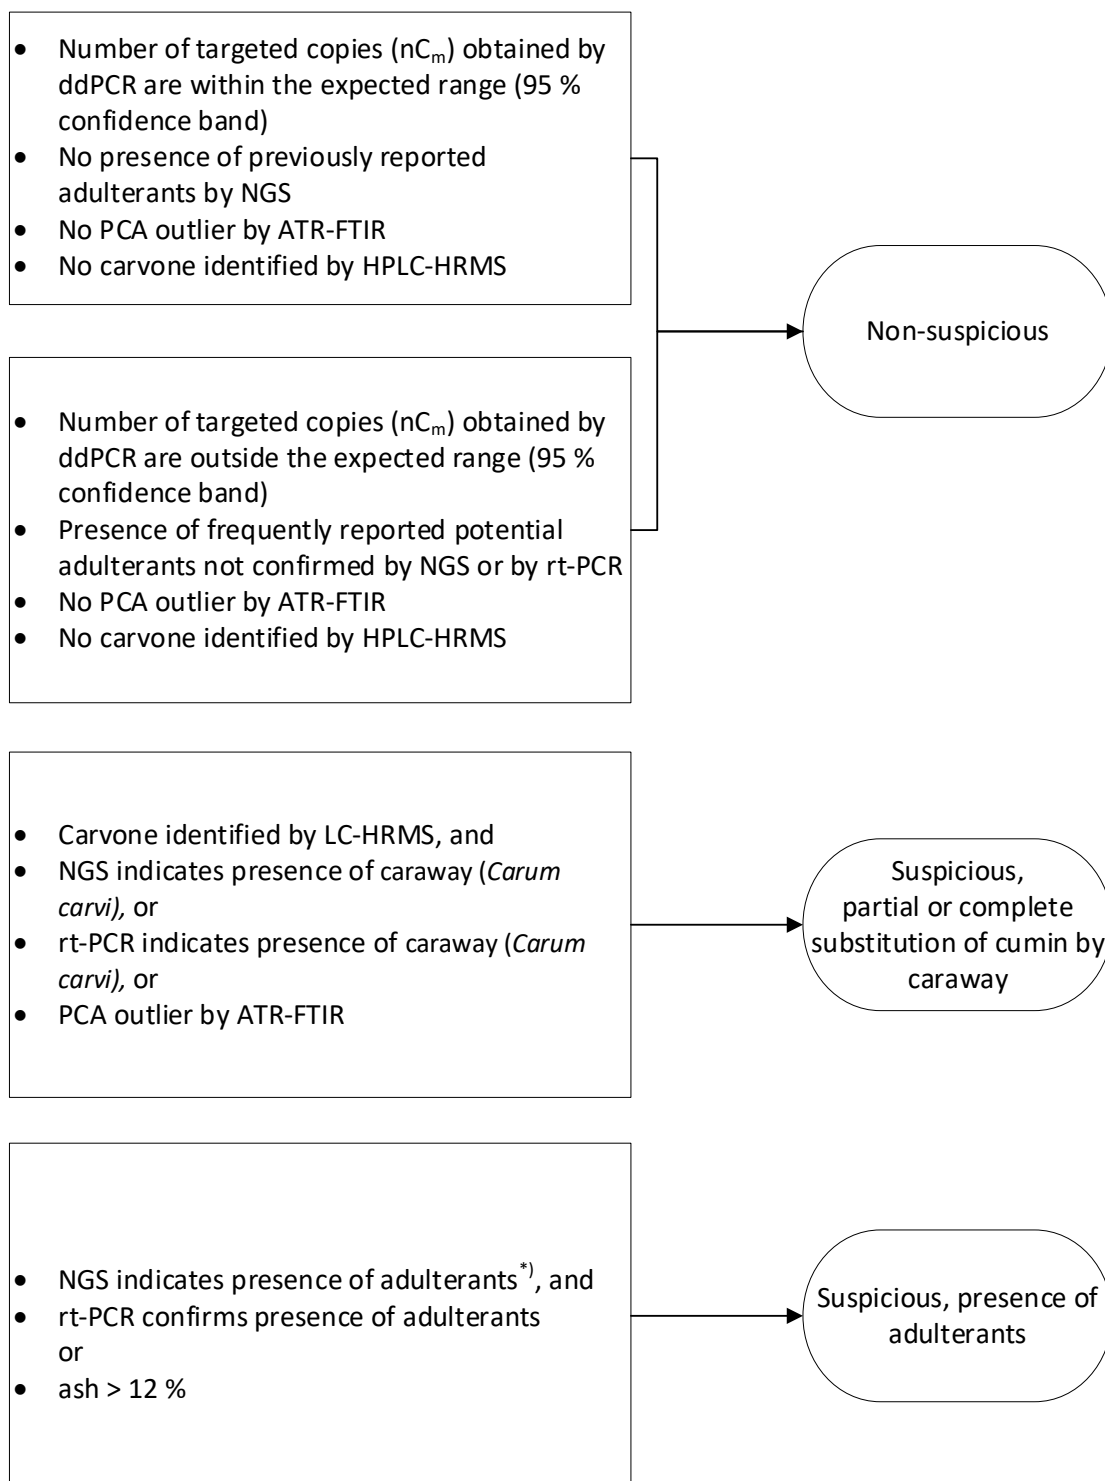 • Number of targeted copies (nCm) obtained by
ddPCR are within the expected range (95 %
confidence band)
• No presence of previously reported
adulterants by NGS
• No PCA outlier by ATR-FTIR
• No carvone identified by HPLC-HRMS
Non-suspicious
• Number of targeted copies (nCm) obtained by
ddPCR are outside the expected range (95 %
confidence band)
• Presence of frequently reported potential
adulterants not confirmed by NGS or by rt-PCR
• No PCA outlier by ATR-FTIR
• No carvone identified by HPLC-HRMS
• Carvone identified by LC-HRMS, and
• NGS indicates presence of caraway (Carum
carvi), or
• rt-PCR indicates presence of caraway (Carum
carvi), or
• PCA outlier by ATR-FTIR
Suspicious,
partial or complete
substitution of cumin by
caraway
• NGS indicates presence of adulterants*), and
• rt-PCR confirms presence of adulterants
or
• ash > 12 %
Suspicious, presence of
adulterants